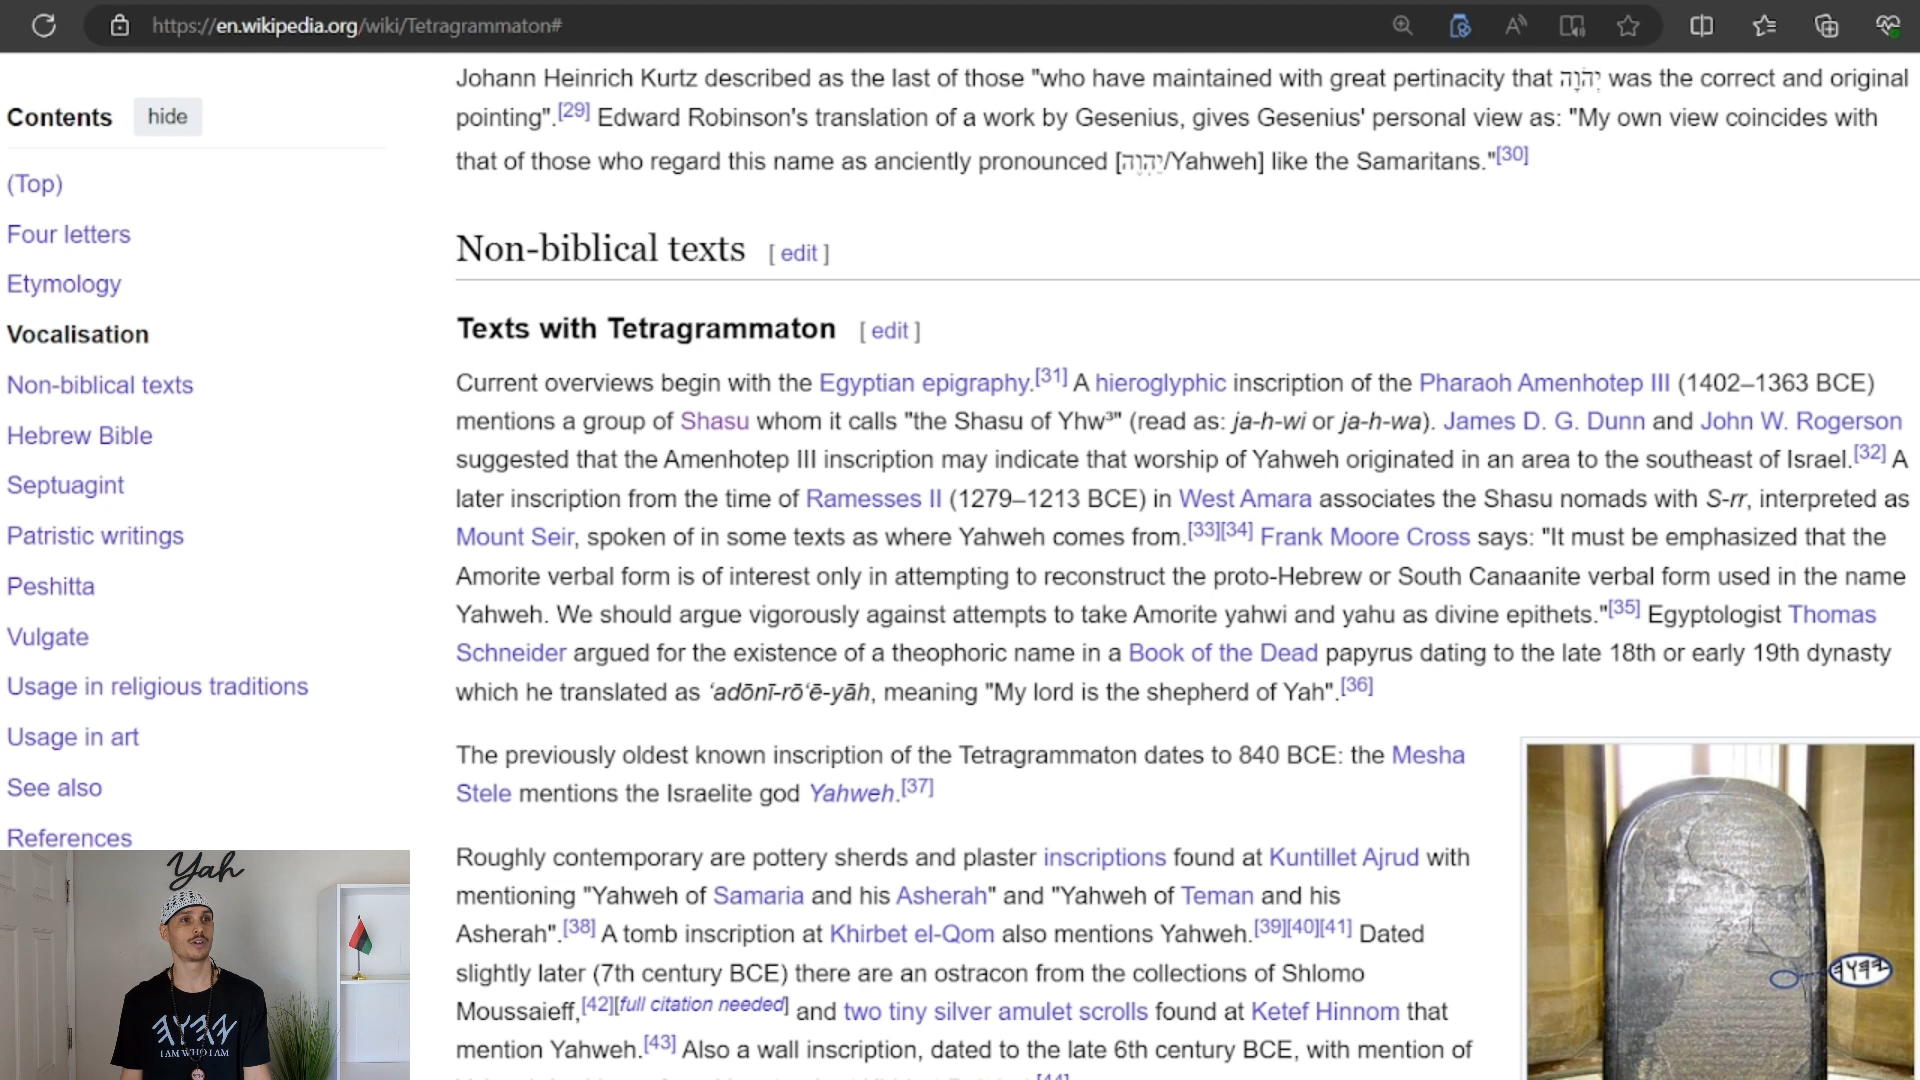 https://en.wikipedia.org/wiki/Tetragrammaton#
Contents hide
(Top)
Four letters
Etymology
Vocalisation
Non-biblical texts
Hebrew Bible
Septuagint
Patristic writings
Peshitta
Vulgate
Usage in religious traditions
Usage in art
See also
References
Johann Heinrich Kurtz described as the last of those "who have maintained with great pertinacity that יְהֹוָה was the correct and original
pointing".[29] Edward Robinson's translation of a work by Gesenius, gives Gesenius' personal view as: "My own view coincides with
that of those who regard this name as anciently pronounced [יַהְוֶה/Yahweh] like the Samaritans."[30]
Non-biblical texts [ edit ]
Texts with Tetragrammaton [ edit ]
Current overviews begin with the Egyptian epigraphy.[31] A hieroglyphic inscription of the Pharaoh Amenhotep III (1402–1363 BCE)
mentions a group of Shasu whom it calls "the Shasu of Yhw³" (read as: ja-h-wi or ja-h-wa). James D. G. Dunn and John W. Rogerson
suggested that the Amenhotep III inscription may indicate that worship of Yahweh originated in an area to the southeast of Israel.[32] A
later inscription from the time of Ramesses II (1279–1213 BCE) in West Amara associates the Shasu nomads with S-rr, interpreted as
Mount Seir, spoken of in some texts as where Yahweh comes from.[33][34] Frank Moore Cross says: "It must be emphasized that the
Amorite verbal form is of interest only in attempting to reconstruct the proto-Hebrew or South Canaanite verbal form used in the name
Yahweh. We should argue vigorously against attempts to take Amorite yahwi and yahu as divine epithets."[35] Egyptologist Thomas
Schneider argued for the existence of a theophoric name in a Book of the Dead papyrus dating to the late 18th or early 19th dynasty
which he translated as ʿadōnī-rōʿē-yāh, meaning "My lord is the shepherd of Yah".[36]
The previously oldest known inscription of the Tetragrammaton dates to 840 BCE: the Mesha
Stele mentions the Israelite god Yahweh.[37]
Roughly contemporary are pottery sherds and plaster inscriptions found at Kuntillet Ajrud with
mentioning "Yahweh of Samaria and his Asherah" and "Yahweh of Teman and his
Asherah".[38] A tomb inscription at Khirbet el-Qom also mentions Yahweh.[39][40][41] Dated
slightly later (7th century BCE) there are an ostracon from the collections of Shlomo
Moussaieff,[42][full citation needed] and two tiny silver amulet scrolls found at Ketef Hinnom that
mention Yahweh.[43] Also a wall inscription, dated to the late 6th century BCE, with mention of
[44]
𐤉𐤄𐤅𐤄
Yah
𐤉𐤄𐤅𐤄
I AM WHO I AM